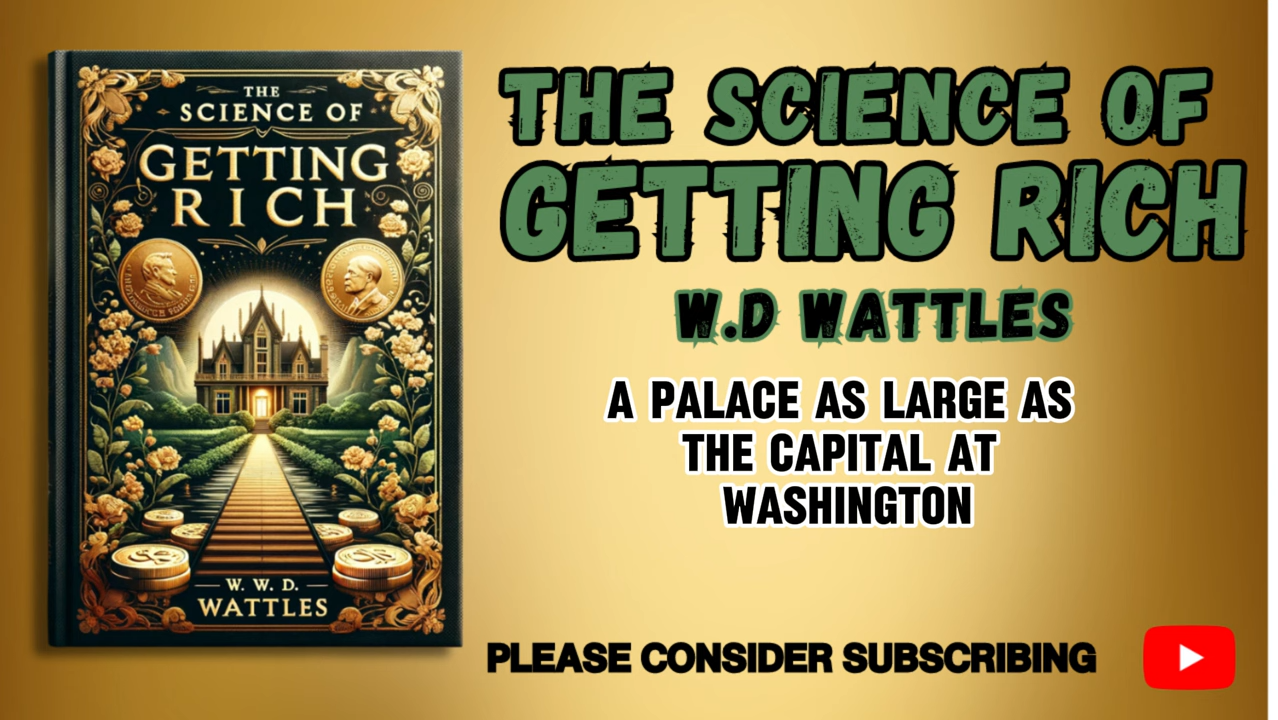 THE
SCIENCE OF
GETTING
RICH
W. W. D.
WATTLES
THE SCIENCE OF
GETTING RICH
W.D WATTLES
A PALACE AS LARGE AS
THE CAPITAL AT
WASHINGTON
PLEASE CONSIDER SUBSCRIBING